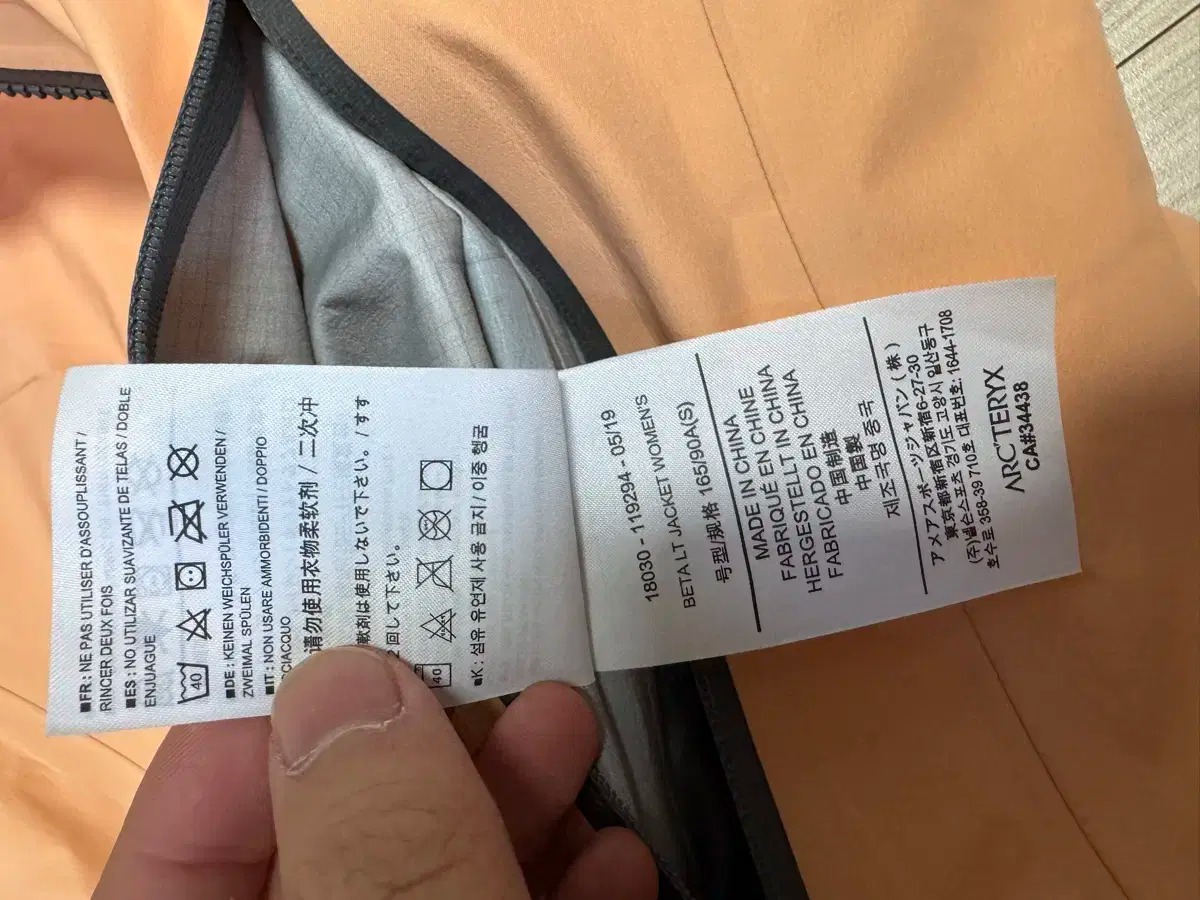 ■FR : NE PAS UTILISER D'ASSOUPLISSANT /
RINCER DEUX FOIS
■ES : NO UTILIZAR SUAVIZANTE DE TELAS / DOBLE
ENJUAGUE
40
■DE : KEINEN WEICHSPÜLER VERWENDEN /
ZWEIMAL SPÜLEN
■IT : NON USARE AMMORBIDENTI / DOPPIO
CIACQUO
请勿使用衣物柔软剂 / 二次冲
軟剤は使用しないで下さい。/ すす
2 回して下さい。
40
■K : 섬유 유연제 사용 금지 / 이중 헹굼
18030 - 119294 - 05/19
BETA LT JACKET WOMEN'S
号型/规格 165/90A(S)
MADE IN CHINA
FABRIQUÉ EN CHINE
HERGESTELLT IN CHINA
FABRICADO EN CHINA
中国制造
中国製
제조국명 중국
アメアスポーツジャパン(株)
東京都新宿区新宿6-27-30
(주)넬슨스포츠 경기도 고양시 일산동구
호수로 358-39 710호 대표번호: 1644-1708
ARC'TERYX
CA#34438